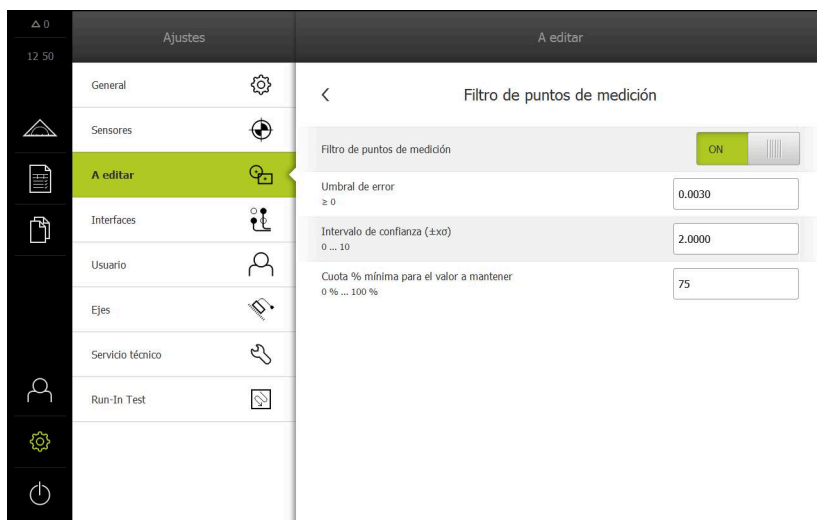 △ 0
12 50
Ajustes
General
Sensores
A editar
Interfaces
Usuario
Ejes
Servicio técnico
Run-In Test
A editar
Filtro de puntos de medición
Filtro de puntos de medición
ON
Umbral de error
≥ 0
0.0030
Intervalo de confianza (±xσ)
0 ... 10
2.0000
Cuota % mínima para el valor a mantener
0 % ... 100 %
75